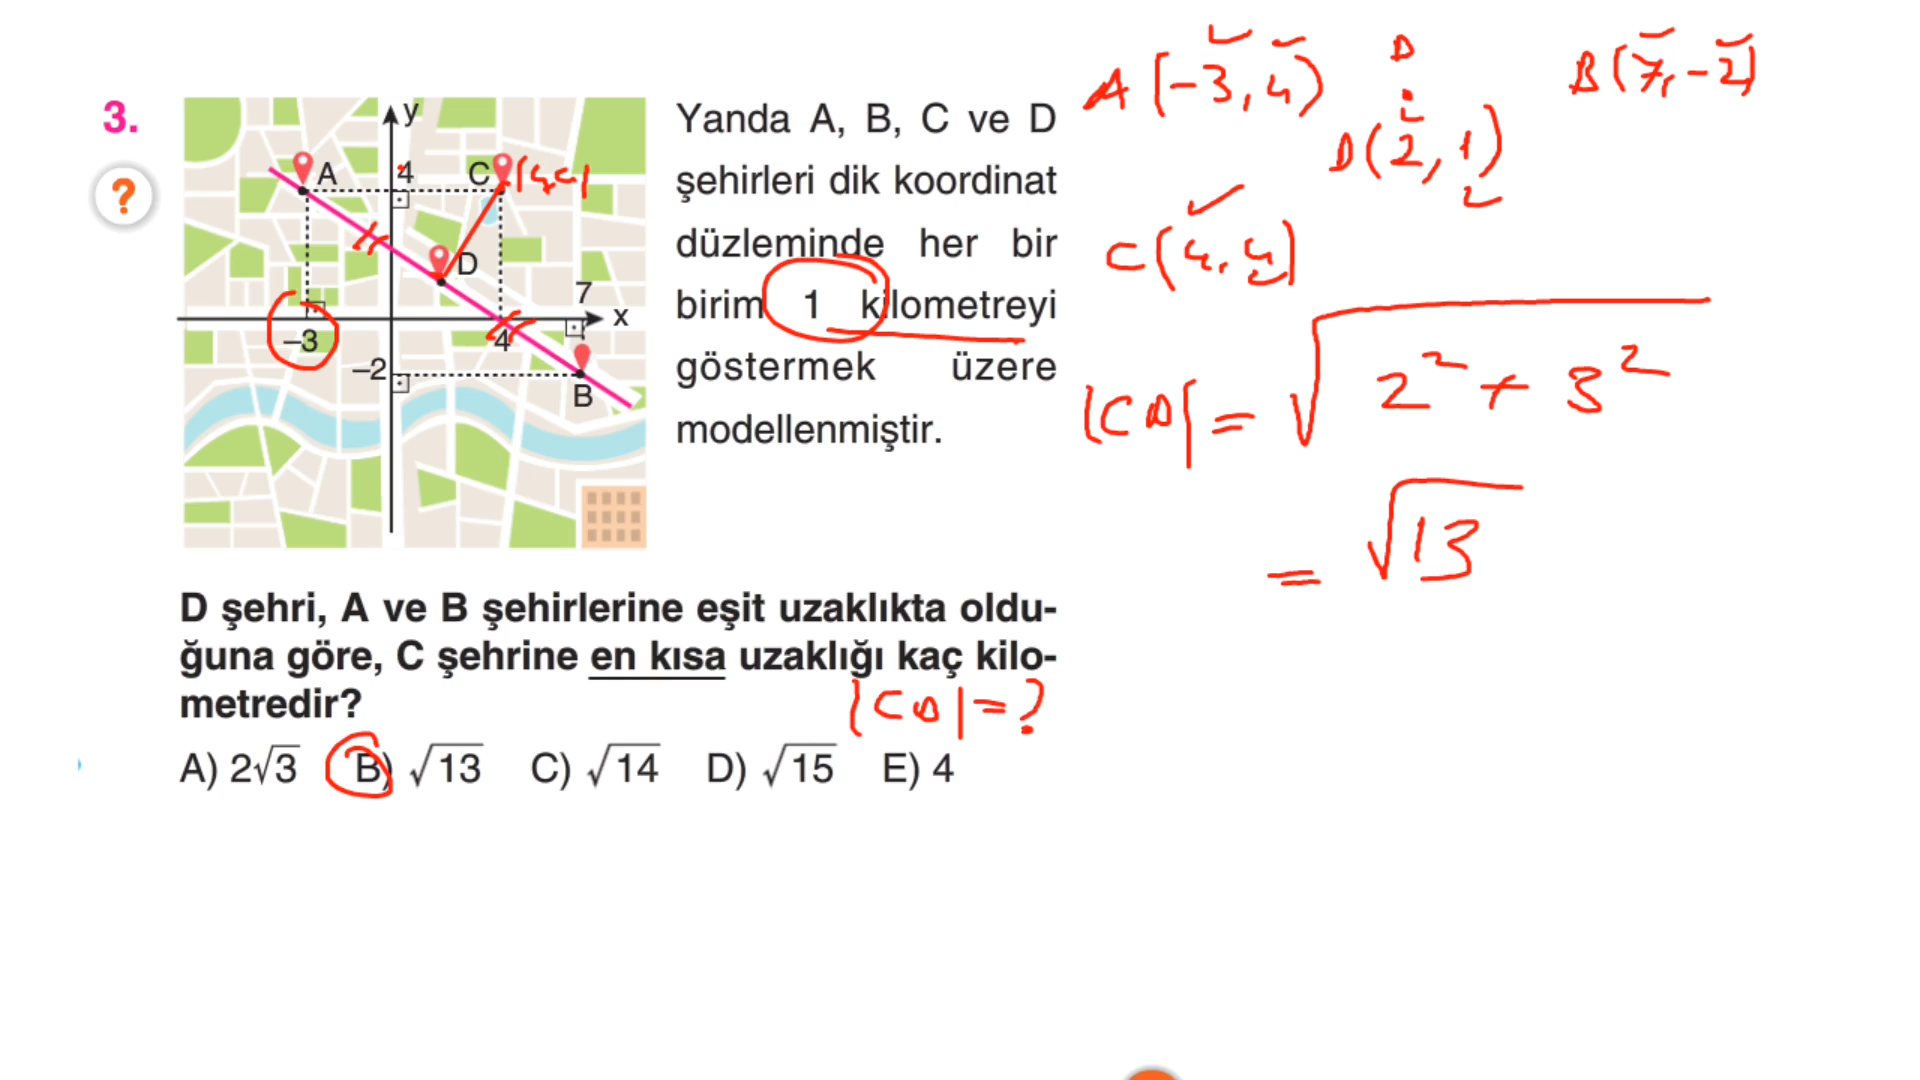 3.
?
y
A
4
C
(4,4)
D
7
x
–3
4
–2
B
Yanda A, B, C ve D
şehirleri dik koordinat
düzleminde her bir
birim 1 kilometreyi
göstermek üzere
modellenmiştir.
D şehri, A ve B şehirlerine eşit uzaklıkta oldu-
ğuna göre, C şehrine en kısa uzaklığı kaç kilo-
metredir?
|CD| = ?
A) 2√3 B) √13 C) √14 D) √15 E) 4
A(-3, 4) D B(7, -2)
D(2, 1)
C(4, 4)
|CD| = √2² + 3²
= √13